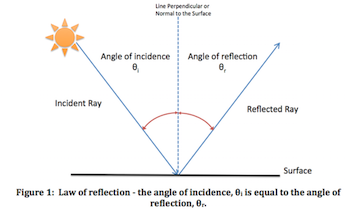 Line Perpendicular or
Normal to the Surface
Angle of incidence
θi
Angle of reflection
θr
Incident Ray
Reflected Ray
Surface
Figure 1: Law of reflection - the angle of incidence, θi is equal to the angle of
reflection, θr.